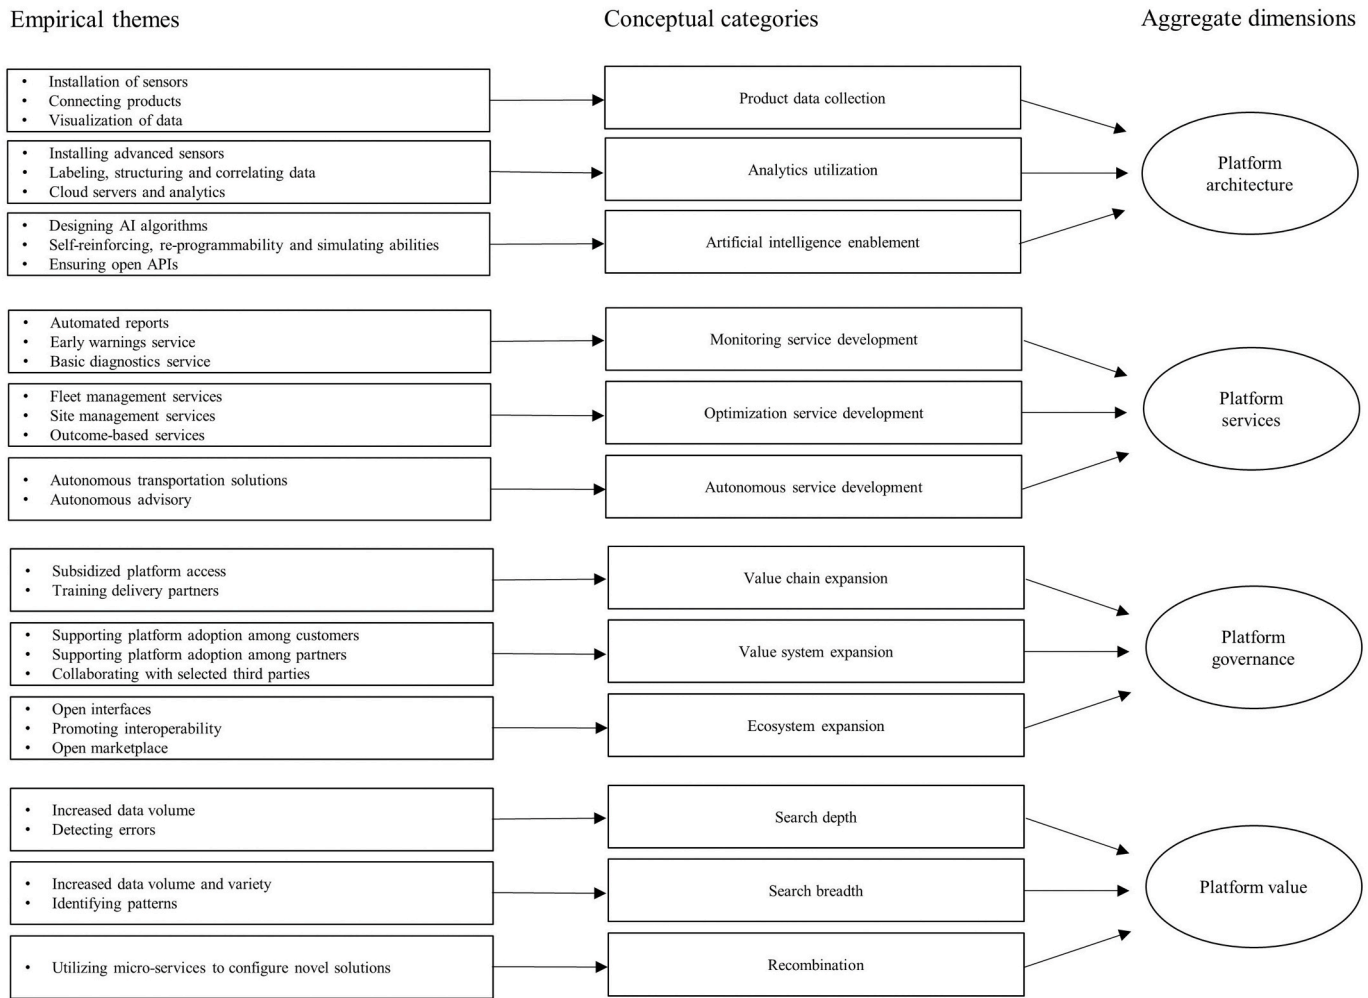 Empirical themes
Conceptual categories
Aggregate dimensions
• Installation of sensors
• Connecting products
• Visualization of data
Product data collection
• Installing advanced sensors
• Labeling, structuring and correlating data
• Cloud servers and analytics
Analytics utilization
• Designing AI algorithms
• Self-reinforcing, re-programmability and simulating abilities
• Ensuring open APIs
Artificial intelligence enablement
Platform
architecture
• Automated reports
• Early warnings service
• Basic diagnostics service
Monitoring service development
• Fleet management services
• Site management services
• Outcome-based services
Optimization service development
• Autonomous transportation solutions
• Autonomous advisory
Autonomous service development
Platform
services
• Subsidized platform access
• Training delivery partners
Value chain expansion
• Supporting platform adoption among customers
• Supporting platform adoption among partners
• Collaborating with selected third parties
Value system expansion
• Open interfaces
• Promoting interoperability
• Open marketplace
Ecosystem expansion
Platform
governance
• Increased data volume
• Detecting errors
Search depth
• Increased data volume and variety
• Identifying patterns
Search breadth
• Utilizing micro-services to configure novel solutions
Recombination
Platform value